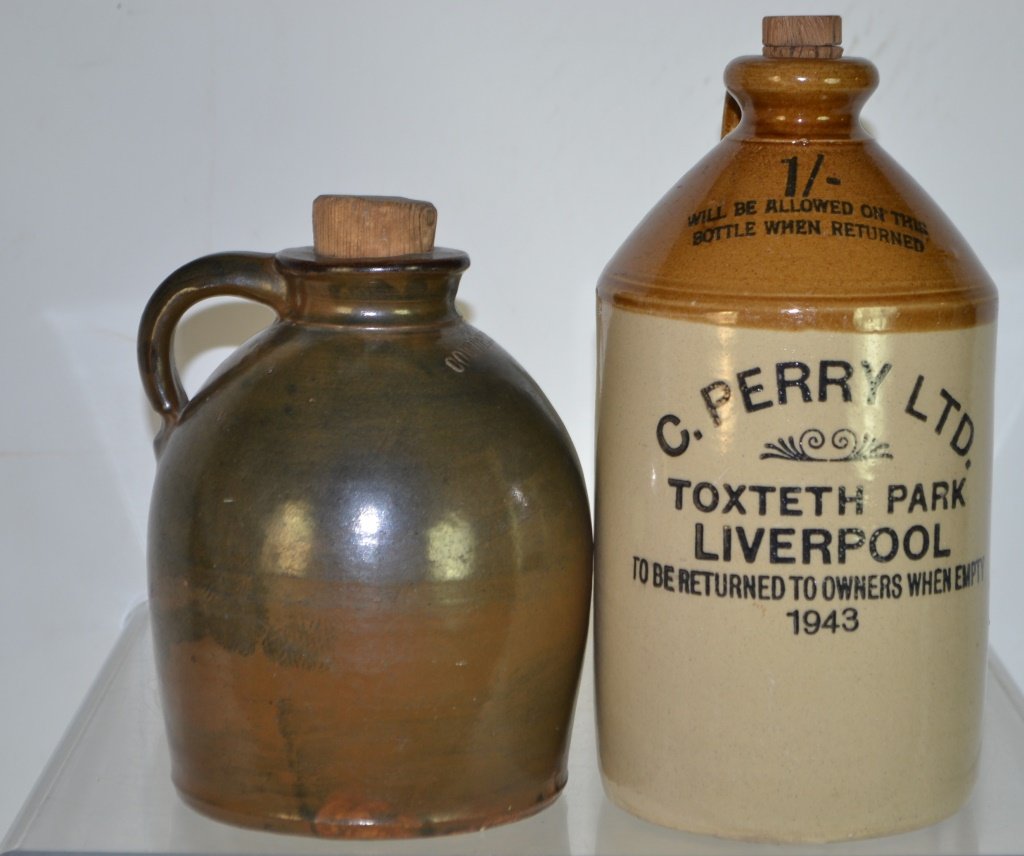 1/-
WILL BE ALLOWED ON THIS
BOTTLE WHEN RETURNED
C. PERRY LTD.
TOXTETH PARK
LIVERPOOL
TO BE RETURNED TO OWNERS WHEN EMPTY
1943